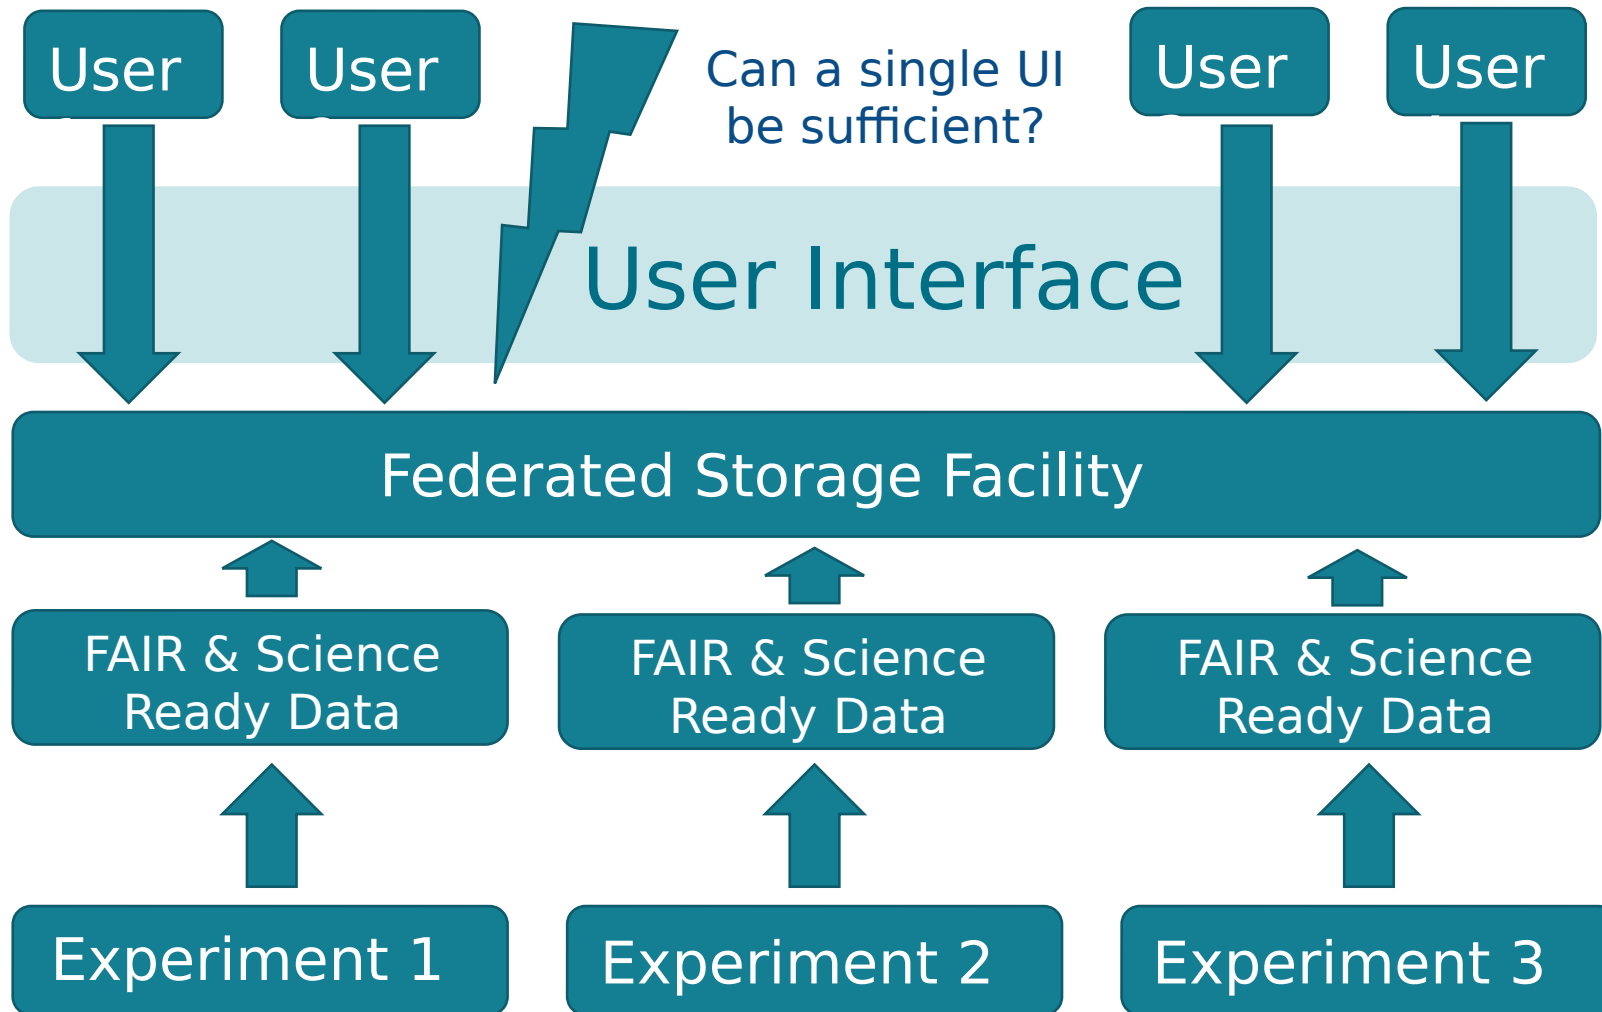 User
User
User
User
Can a single UI
be sufficient?
User Interface
Federated Storage Facility
FAIR & Science
Ready Data
FAIR & Science
Ready Data
FAIR & Science
Ready Data
Experiment 1
Experiment 2
Experiment 3